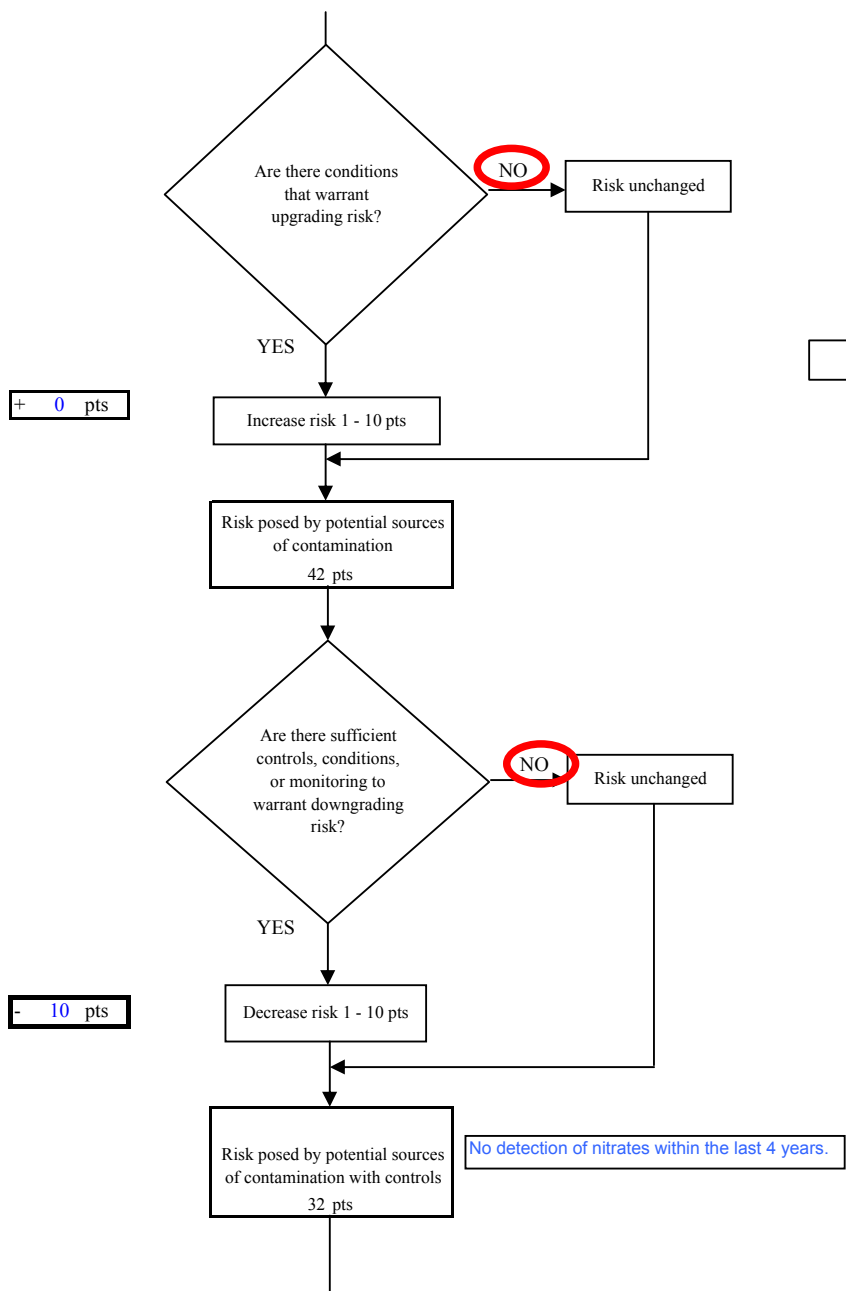 Are there conditions
that warrant
upgrading risk?
NO
Risk unchanged
YES
+ 0 pts
Increase risk 1 - 10 pts
Risk posed by potential sources
of contamination
42 pts
Are there sufficient
controls, conditions,
or monitoring to
warrant downgrading
risk?
NO
Risk unchanged
YES
- 10 pts
Decrease risk 1 - 10 pts
Risk posed by potential sources
of contamination with controls
32 pts
No detection of nitrates within the last 4 years.